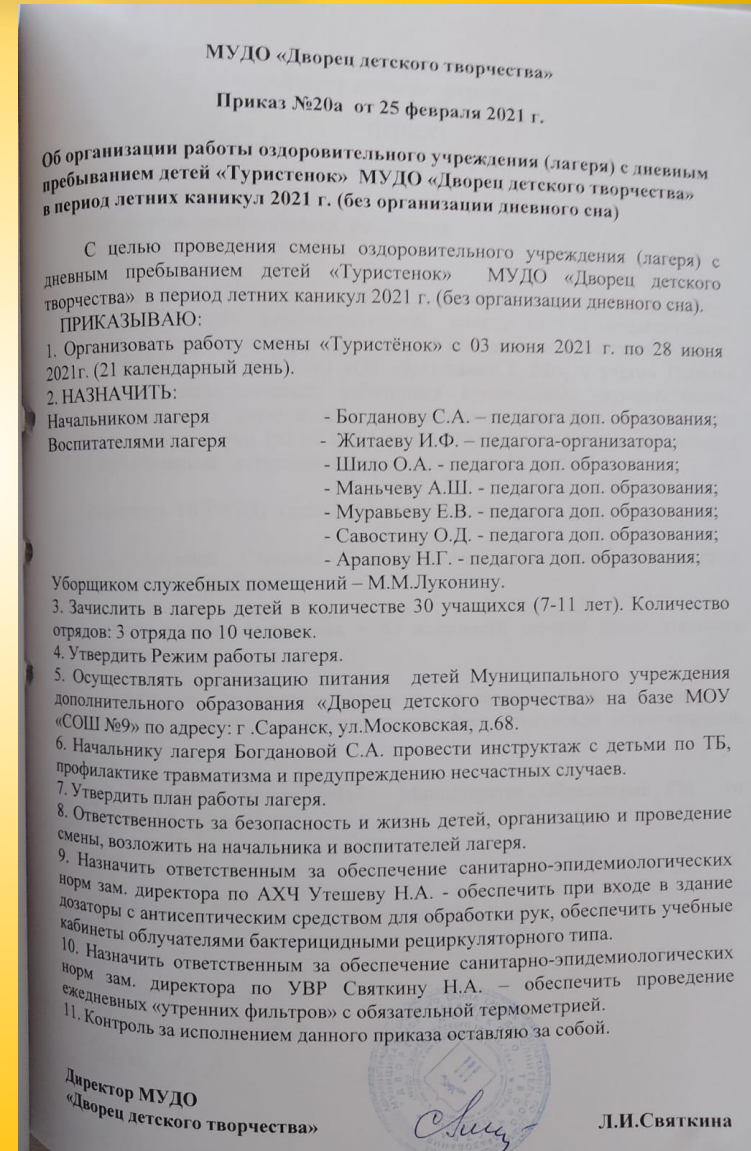 МУДО «Дворец детского творчества»
Приказ №20а от 25 февраля 2021 г.
Об организации работы оздоровительного учреждения (лагеря) с дневным
пребыванием детей «Туристенок» МУДО «Дворец детского творчества»
в период летних каникул 2021 г. (без организации дневного сна)
С целью проведения смены оздоровительного учреждения (лагеря) с
дневным пребыванием детей «Туристенок» МУДО «Дворец детского
творчества» в период летних каникул 2021 г. (без организации дневного сна).
ПРИКАЗЫВАЮ:
1. Организовать работу смены «Туристёнок» с 03 июня 2021 г. по 28 июня
2021г. (21 календарный день).
2. НАЗНАЧИТЬ:
Начальником лагеря - Богданову С.А. – педагога доп. образования;
Воспитателями лагеря - Житаеву И.Ф. – педагога-организатора;
- Шило О.А. - педагога доп. образования;
- Маньчеву А.Ш. - педагога доп. образования;
- Муравьеву Е.В. - педагога доп. образования;
- Савостину О.Д. - педагога доп. образования;
- Арапову Н.Г. - педагога доп. образования;
Уборщиком служебных помещений – М.М.Луконину.
3. Зачислить в лагерь детей в количестве 30 учащихся (7-11 лет). Количество
отрядов: 3 отряда по 10 человек.
4. Утвердить Режим работы лагеря.
5. Осуществлять организацию питания детей Муниципального учреждения
дополнительного образования «Дворец детского творчества» на базе МОУ
«СОШ №9» по адресу: г .Саранск, ул.Московская, д.68.
6. Начальнику лагеря Богдановой С.А. провести инструктаж с детьми по ТБ,
профилактике травматизма и предупреждению несчастных случаев.
7. Утвердить план работы лагеря.
8. Ответственность за безопасность и жизнь детей, организацию и проведение
смены, возложить на начальника и воспитателей лагеря.
9. Назначить ответственным за обеспечение санитарно-эпидемиологических
норм зам. директора по АХЧ Утешеву Н.А. - обеспечить при входе в здание
дозаторы с антисептическим средством для обработки рук, обеспечить учебные
кабинеты облучателями бактерицидными рециркуляторного типа.
10. Назначить ответственным за обеспечение санитарно-эпидемиологических
норм зам. директора по УВР Святкину Н.А. – обеспечить проведение
ежедневных «утренних фильтров» с обязательной термометрией.
11. Контроль за исполнением данного приказа оставляю за собой.
Директор МУДО
«Дворец детского творчества» Л.И.Святкина